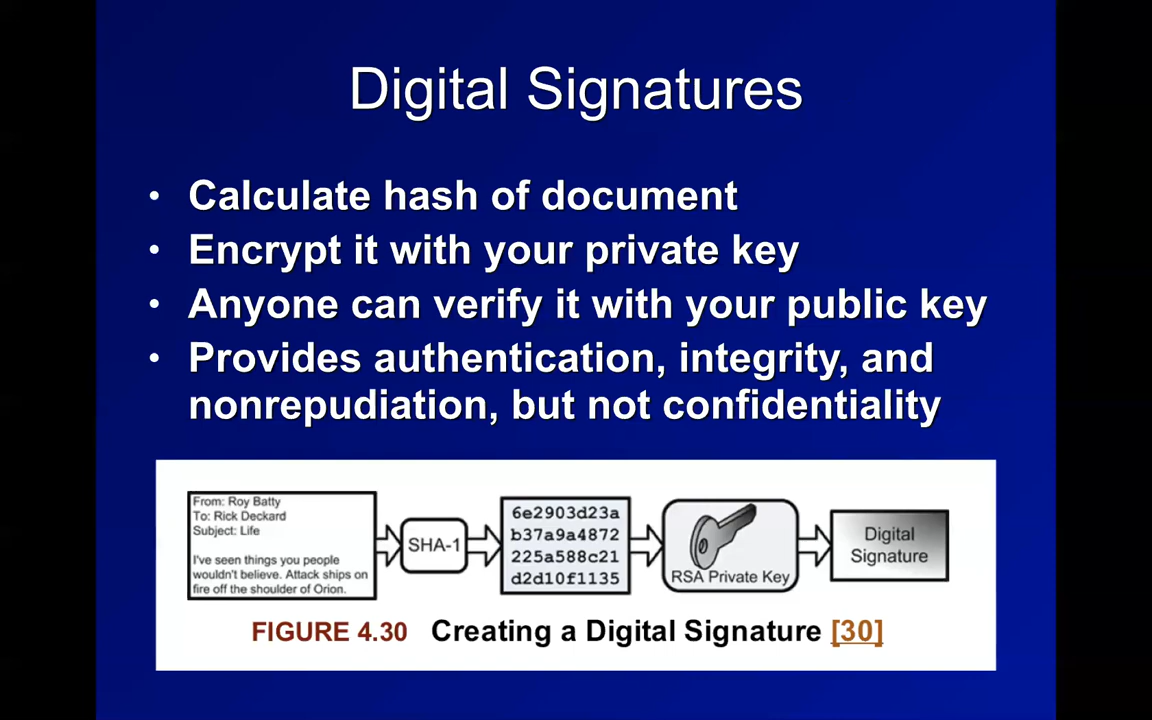 Digital Signatures
• Calculate hash of document
• Encrypt it with your private key
• Anyone can verify it with your public key
• Provides authentication, integrity, and
nonrepudiation, but not confidentiality
From: Roy Batty
To: Rick Deckard
Subject: Life
I've seen things you people
wouldn't believe. Attack ships on
fire off the shoulder of Orion.
SHA-1
6e2903d23a
b37a9a4872
225a588c21
d2d10f1135
RSA Private Key
Digital
Signature
FIGURE 4.30 Creating a Digital Signature [30]